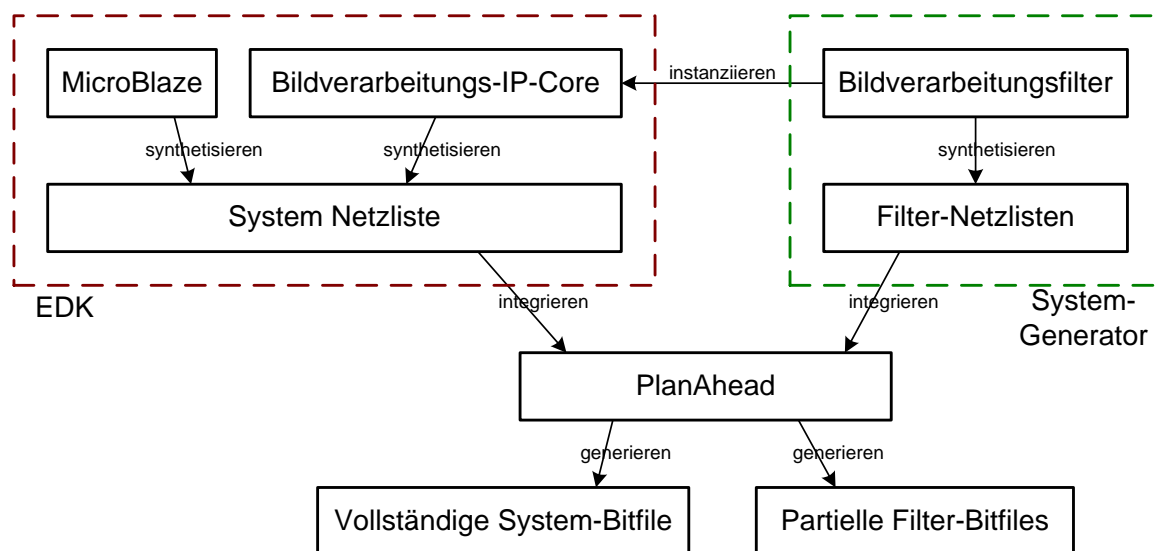 MicroBlaze
Bildverarbeitungs-IP-Core
instanziieren
Bildverarbeitungsfilter
synthetisieren
synthetisieren
synthetisieren
System Netzliste
Filter-Netzlisten
EDK
integrieren
integrieren
System-
Generator
PlanAhead
generieren
generieren
Vollständige System-Bitfile
Partielle Filter-Bitfiles